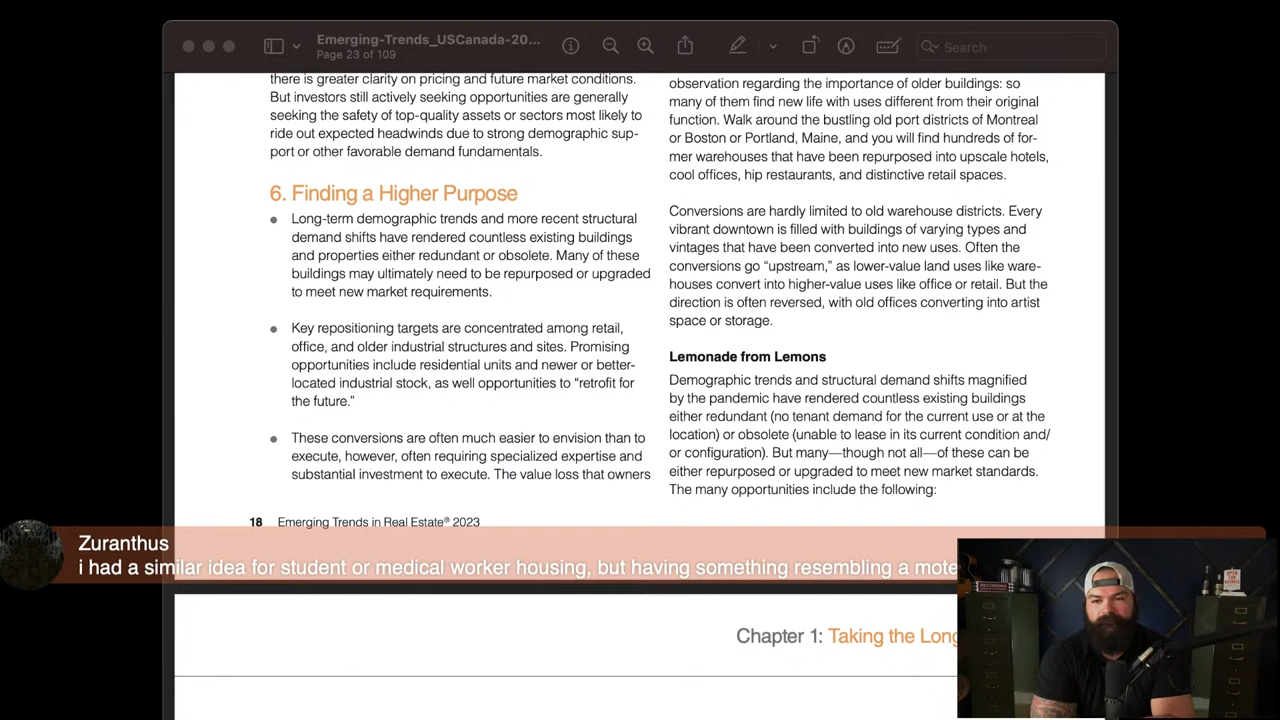 Emerging-Trends_USCanada-20...
Page 23 of 109
Search
there is greater clarity on pricing and future market conditions.
But investors still actively seeking opportunities are generally
seeking the safety of top-quality assets or sectors most likely to
ride out expected headwinds due to strong demographic sup-
port or other favorable demand fundamentals.
6. Finding a Higher Purpose
● Long-term demographic trends and more recent structural
demand shifts have rendered countless existing buildings
and properties either redundant or obsolete. Many of these
buildings may ultimately need to be repurposed or upgraded
to meet new market requirements.
● Key repositioning targets are concentrated among retail,
office, and older industrial structures and sites. Promising
opportunities include residential units and newer or better-
located industrial stock, as well opportunities to “retrofit for
the future.”
● These conversions are often much easier to envision than to
execute, however, often requiring specialized expertise and
substantial investment to execute. The value loss that owners
observation regarding the importance of older buildings: so
many of them find new life with uses different from their original
function. Walk around the bustling old port districts of Montreal
or Boston or Portland, Maine, and you will find hundreds of for-
mer warehouses that have been repurposed into upscale hotels,
cool offices, hip restaurants, and distinctive retail spaces.
Conversions are hardly limited to old warehouse districts. Every
vibrant downtown is filled with buildings of varying types and
vintages that have been converted into new uses. Often the
conversions go “upstream,” as lower-value land uses like ware-
houses convert into higher-value uses like office or retail. But the
direction is often reversed, with old offices converting into artist
space or storage.
Lemonade from Lemons
Demographic trends and structural demand shifts magnified
by the pandemic have rendered countless existing buildings
either redundant (no tenant demand for the current use or at the
location) or obsolete (unable to lease in its current condition and/
or configuration). But many—though not all—of these can be
either repurposed or upgraded to meet new market standards.
The many opportunities include the following:
18 Emerging Trends in Real Estate® 2023
Zuranthus
i had a similar idea for student or medical worker housing, but having something resembling a mote
Chapter 1: Taking the Long